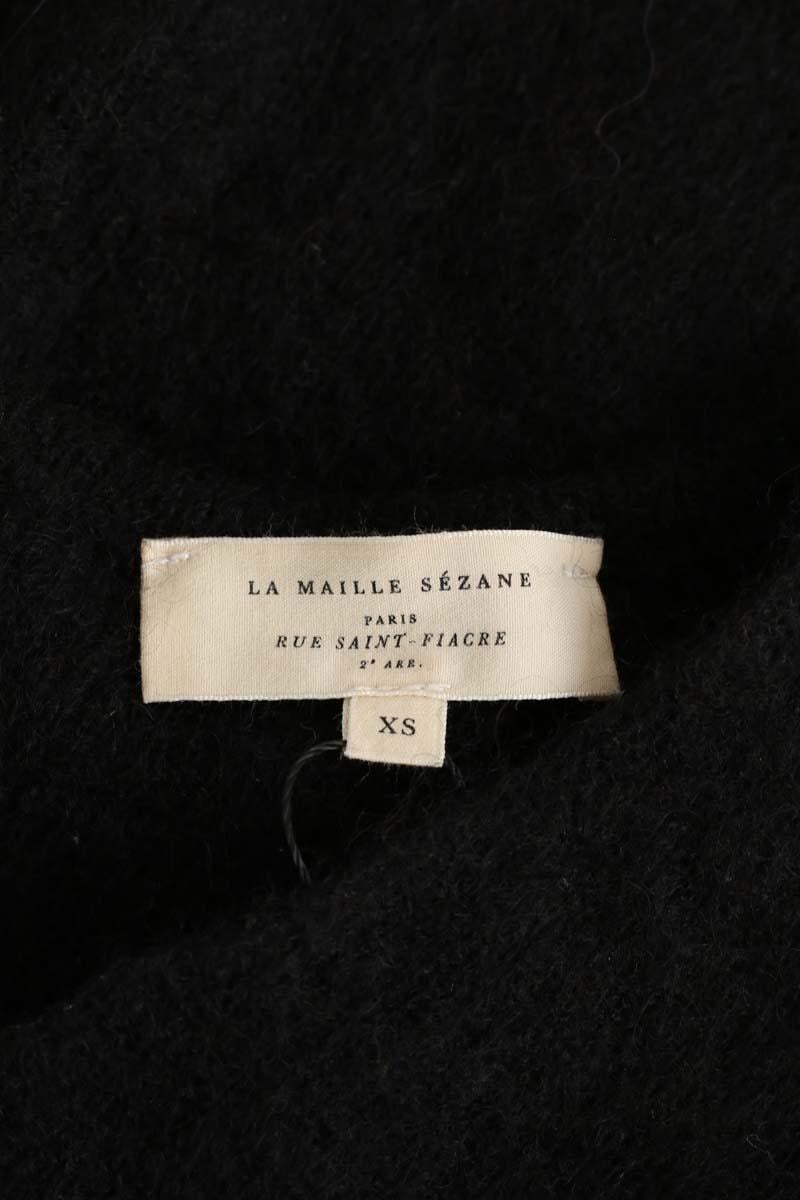 LA MAILLE SÉZANE
PARIS
RUE SAINT-FIACRE
2e ARR.
XS